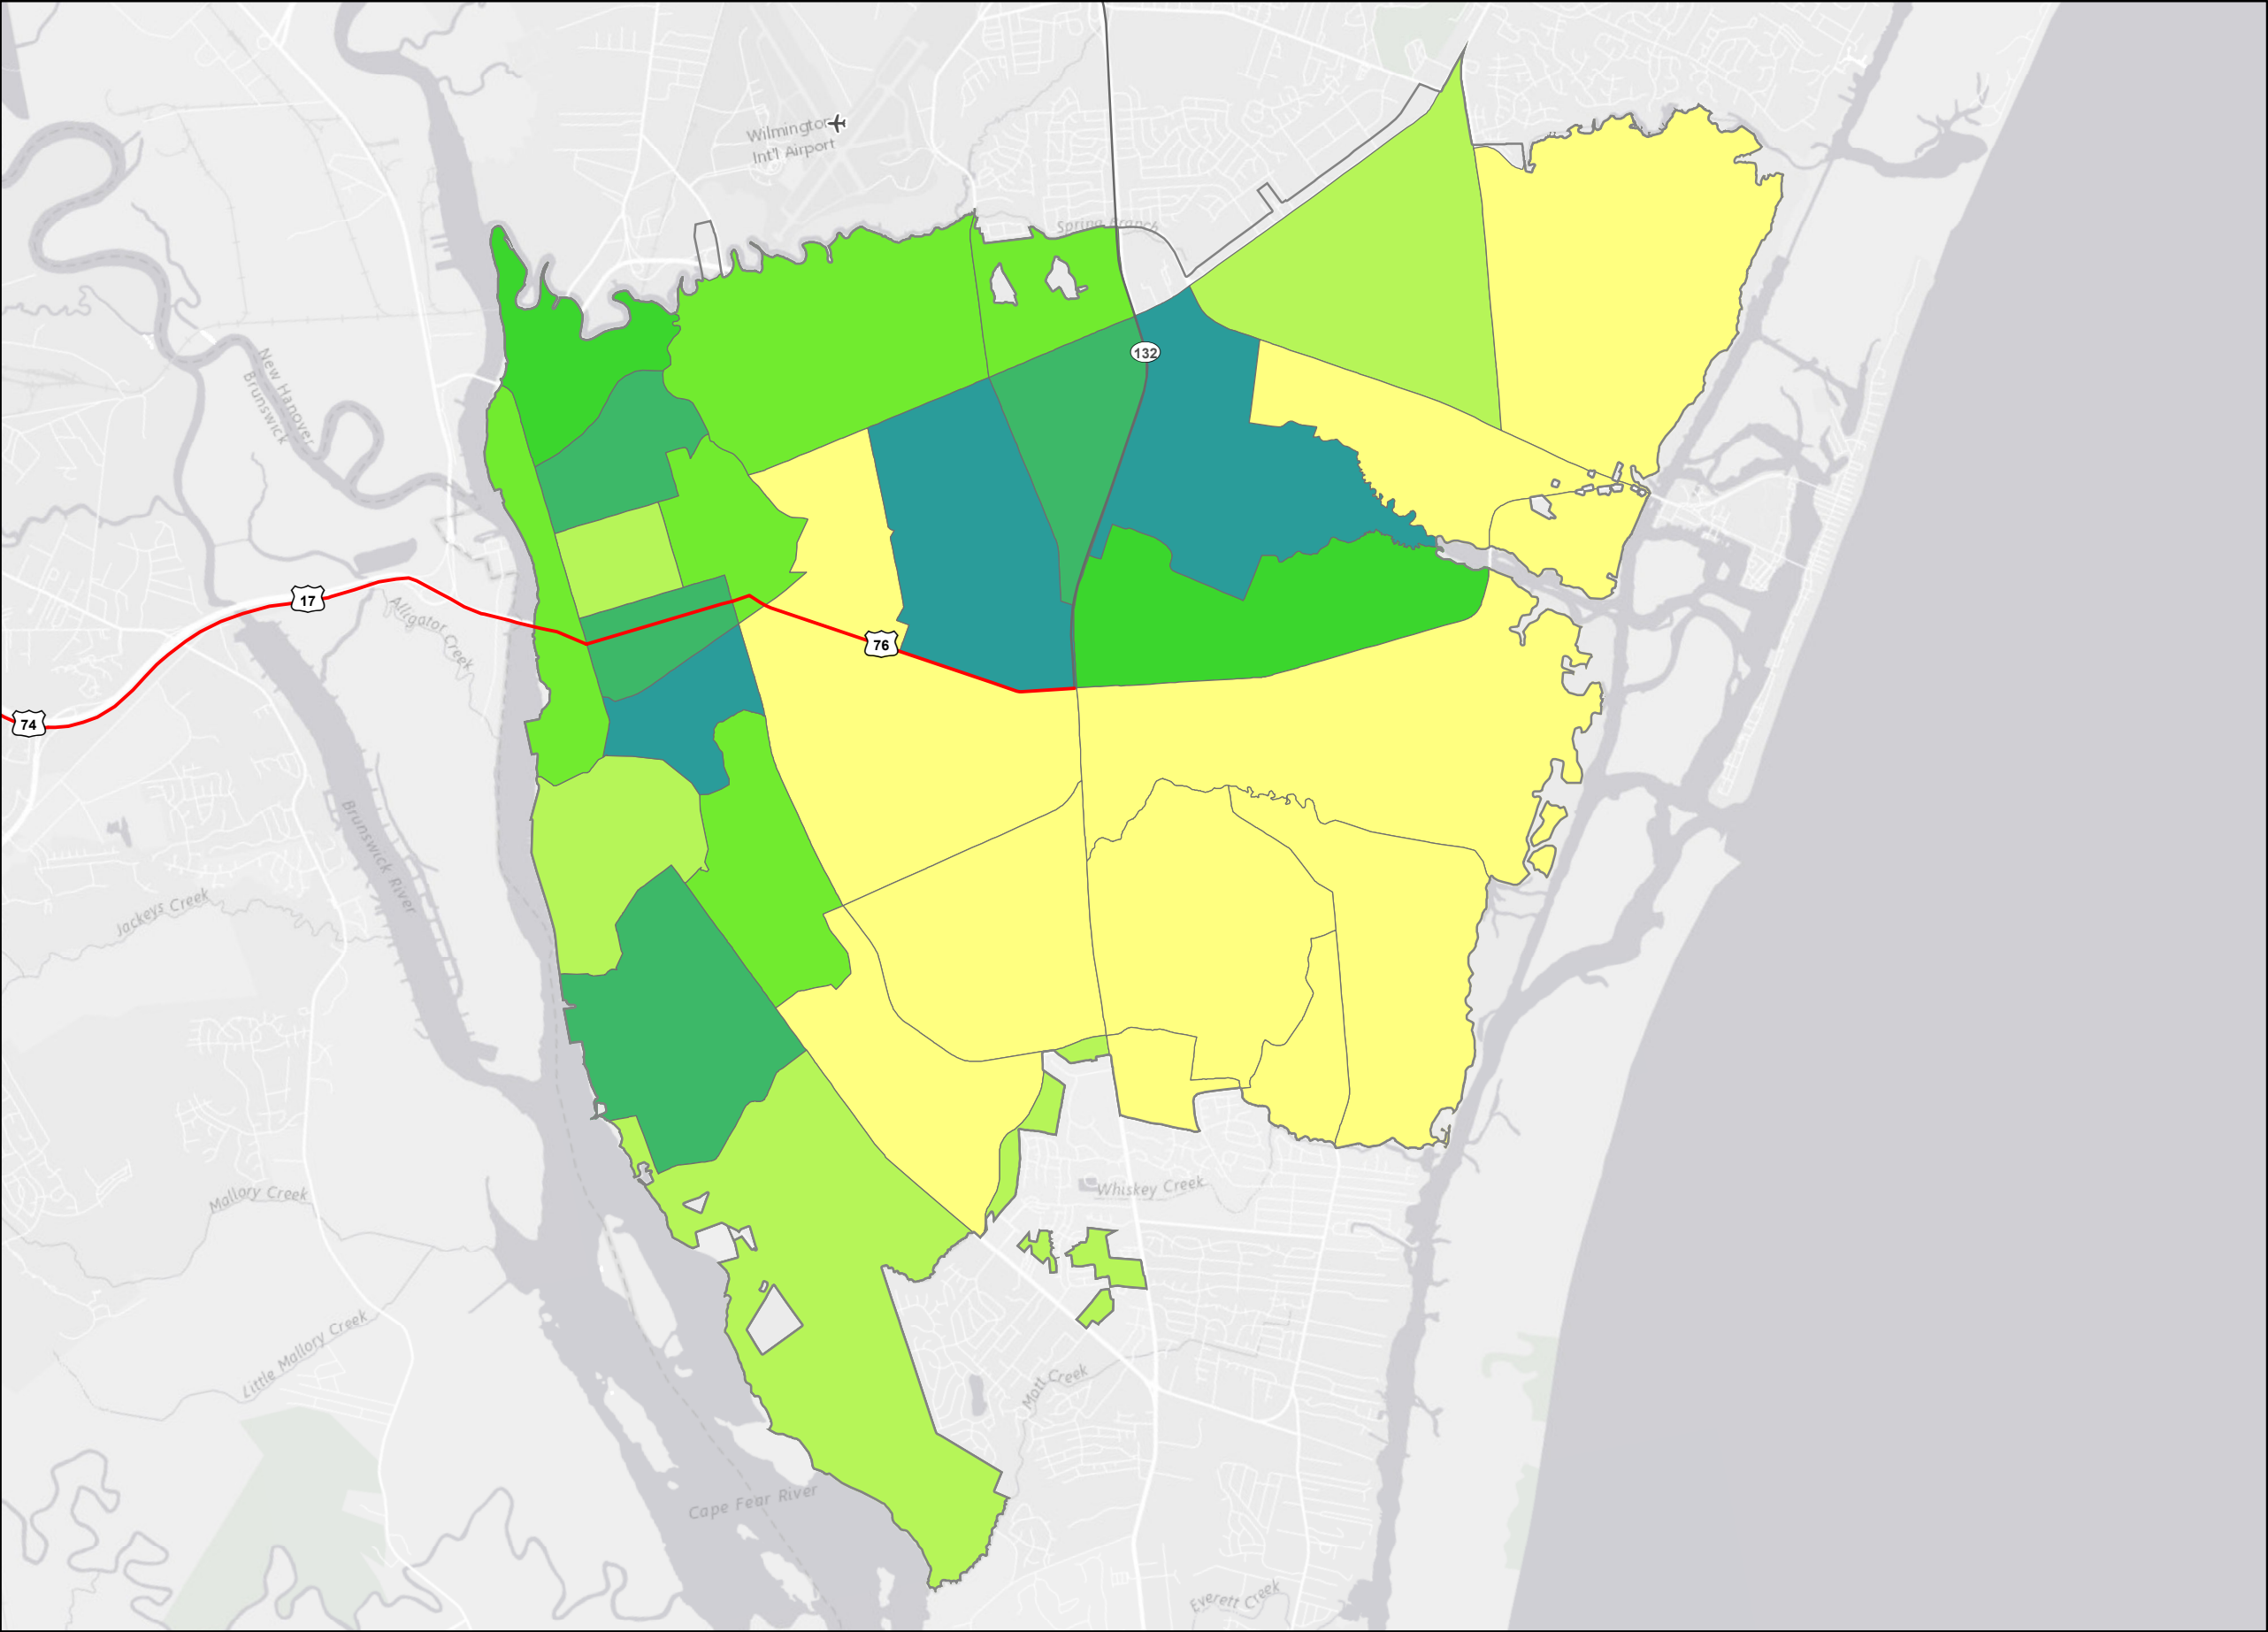 Wilmington
Int'l Airport
Spring Branch
132
New Hanover
Brunswick
17
Alligator Creek
76
74
Brunswick River
Jackeys Creek
Whiskey Creek
Mallory Creek
Little Mallory Creek
Mott Creek
Cape Fear River
Everett Creek